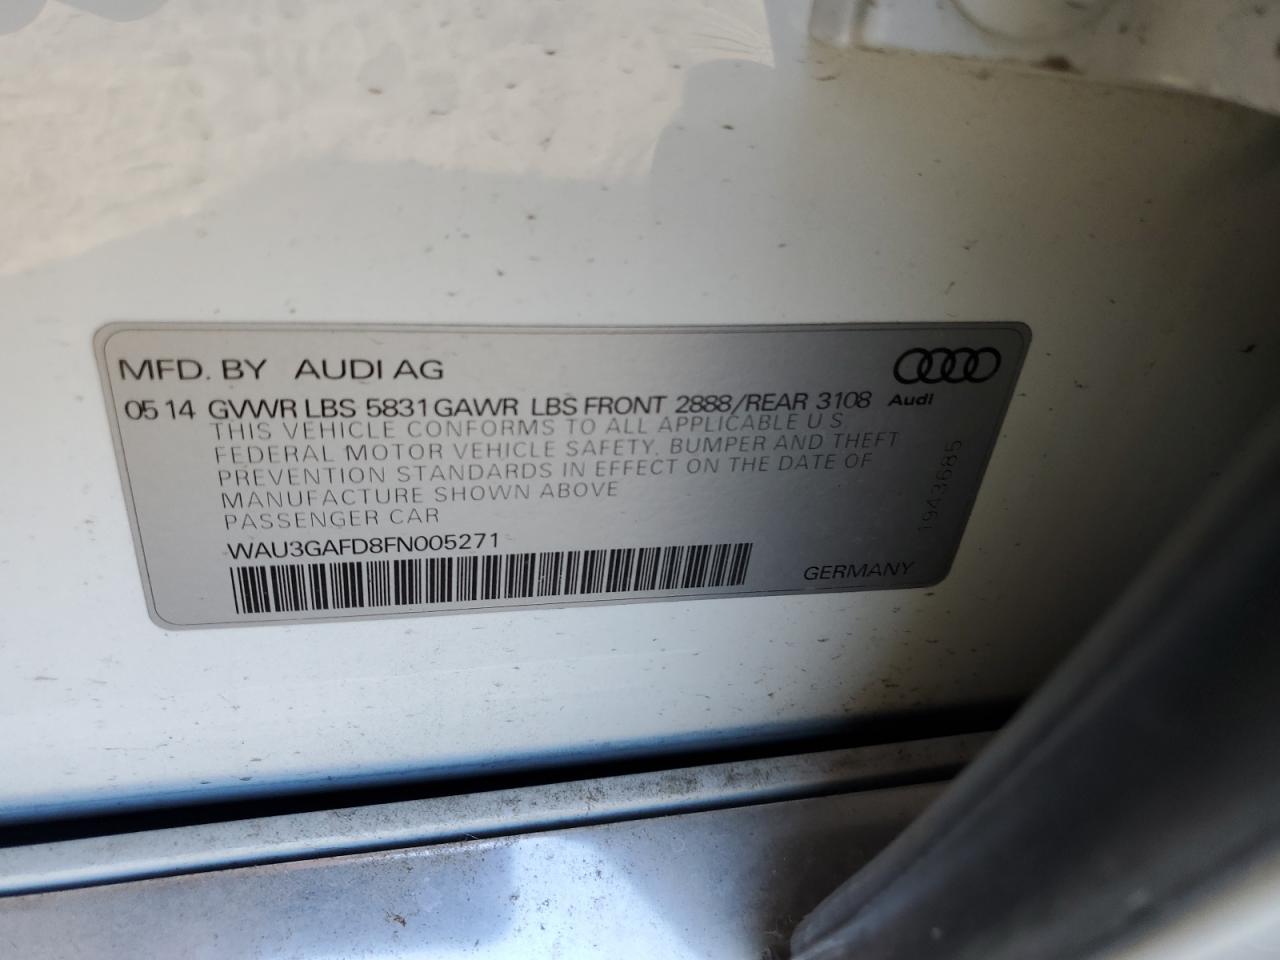 MFD. BY AUDI AG
05 14 GVWR LBS 5831 GAWR LBS FRONT 2888/REAR 3108
Audi
THIS VEHICLE CONFORMS TO ALL APPLICABLE U S
FEDERAL MOTOR VEHICLE SAFETY, BUMPER AND THEFT
PREVENTION STANDARDS IN EFFECT ON THE DATE OF
MANUFACTURE SHOWN ABOVE
PASSENGER CAR
WAU3GAFD8FN005271
GERMANY
1943685